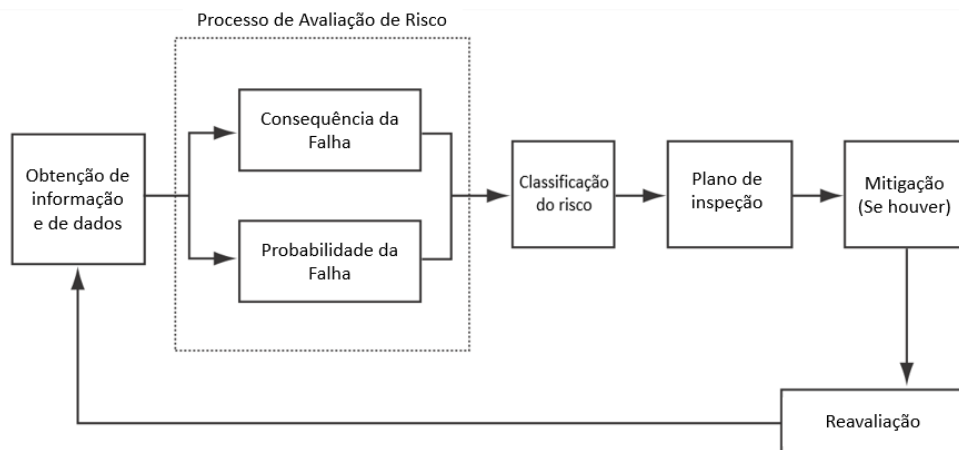 Processo de Avaliação de Risco
Obtenção de
informação
e de dados
Consequência da
Falha
Probabilidade da
Falha
Classificação
do risco
Plano de
inspeção
Mitigação
(Se houver)
Reavaliação